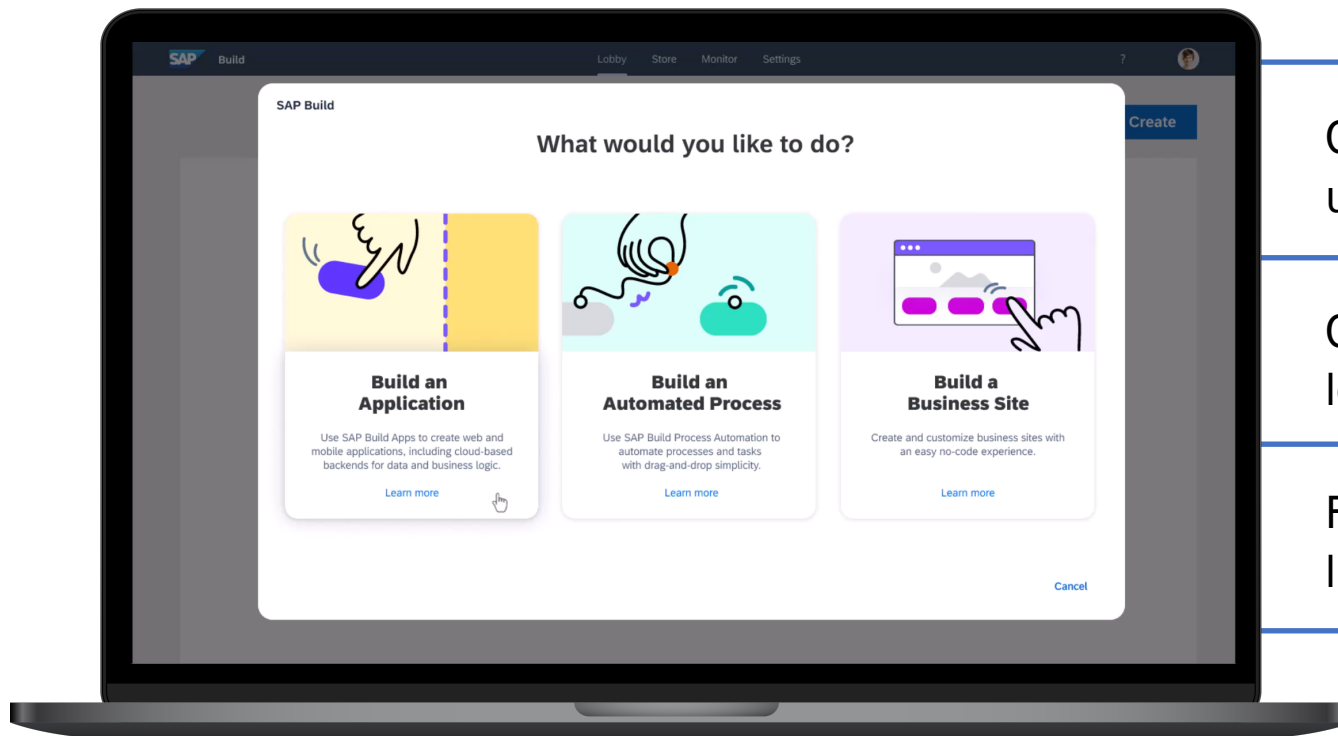 SAP Build Lobby Store Monitor Settings ?
SAP Build
Create
What would you like to do?
Build an
Application
Use SAP Build Apps to create web and
mobile applications, including cloud-based
backends for data and business logic.
Learn more
Build an
Automated Process
Use SAP Build Process Automation to
automate processes and tasks
with drag-and-drop simplicity.
Learn more
Build a
Business Site
Create and customize business sites with
an easy no-code experience.
Learn more
Cancel